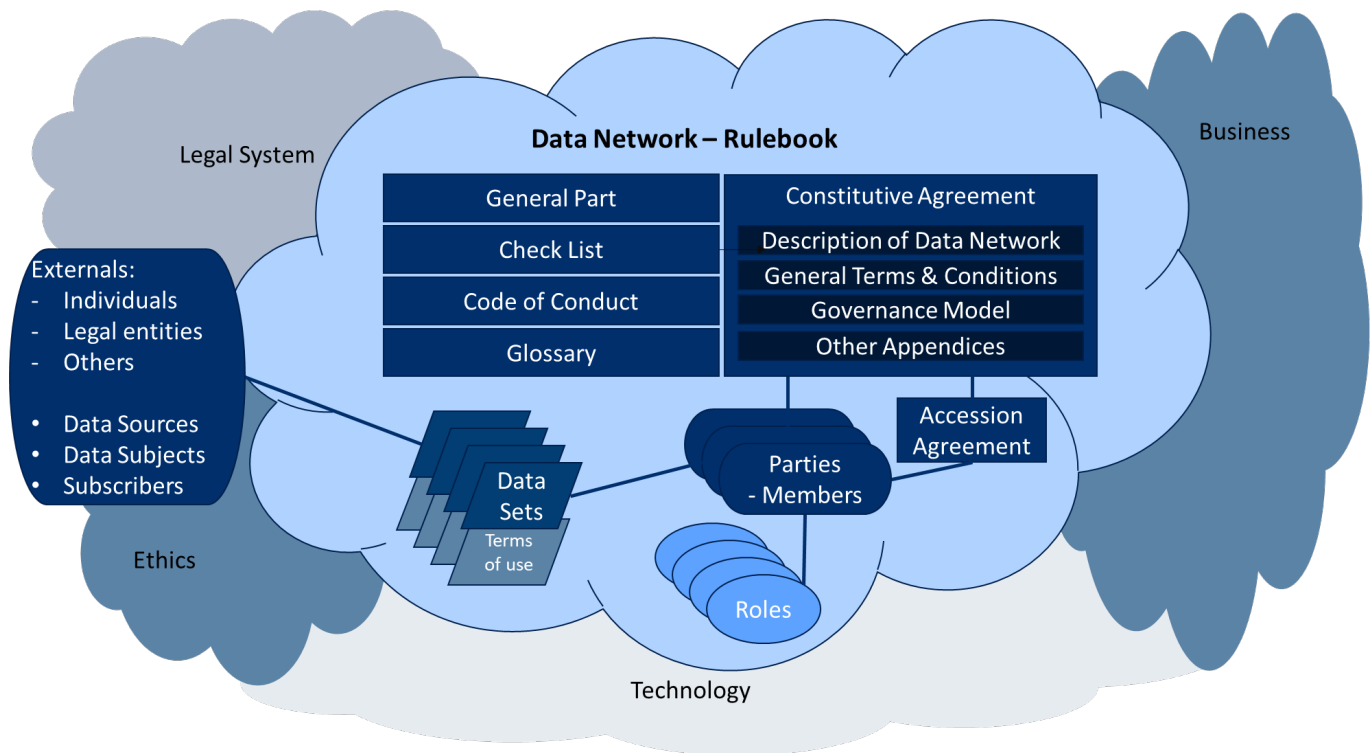 Data Network – Rulebook
Legal System
Business
General Part
Check List
Code of Conduct
Glossary
Constitutive Agreement
Description of Data Network
General Terms & Conditions
Governance Model
Other Appendices
Externals:
- Individuals
- Legal entities
- Others
• Data Sources
• Data Subjects
• Subscribers
Data
Sets
Terms
of use
Parties
- Members
Accession
Agreement
Roles
Ethics
Technology